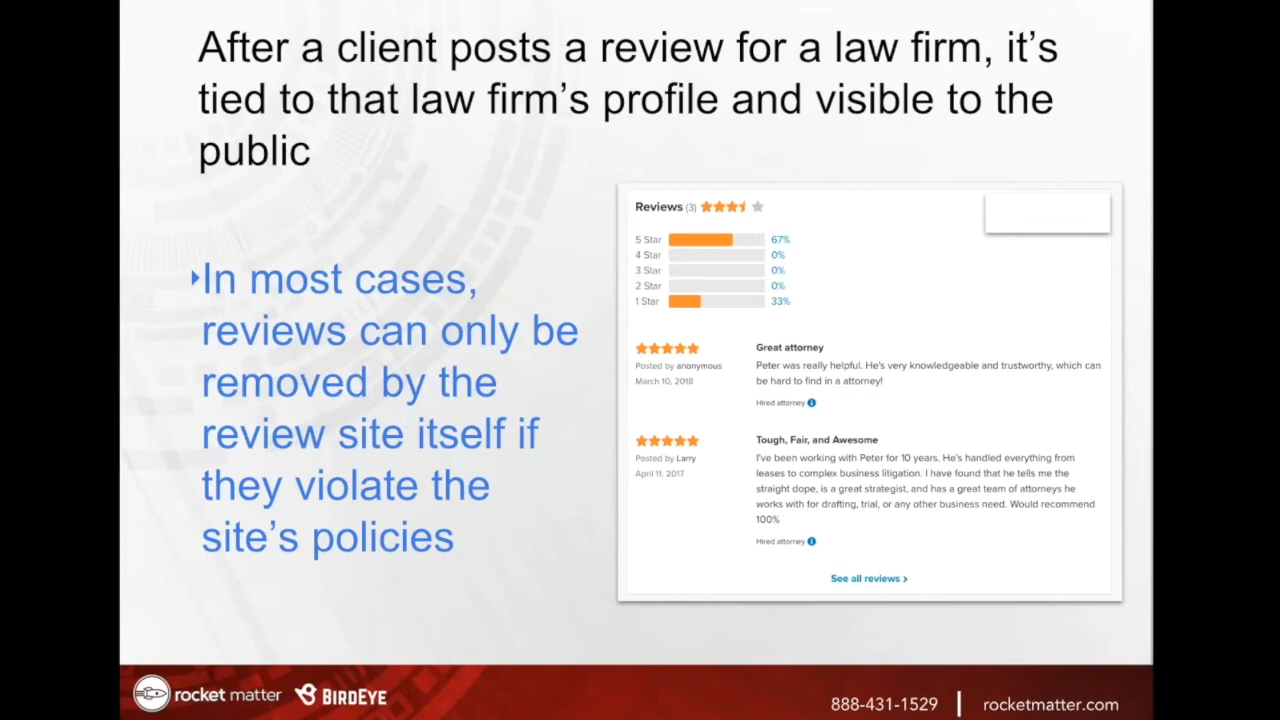 After a client posts a review for a law firm, it’s
tied to that law firm’s profile and visible to the
public
In most cases,
reviews can only be
removed by the
review site itself if
they violate the
site’s policies
Reviews (3)
5 Star 67%
4 Star 0%
3 Star 0%
2 Star 0%
1 Star 33%
Posted by anonymous
March 10, 2018
Great attorney
Peter was really helpful. He's very knowledgeable and trustworthy, which can
be hard to find in a attorney!
Hired attorney
Posted by Larry
April 11, 2017
Tough, Fair, and Awesome
I've been working with Peter for 10 years. He's handled everything from
leases to complex business litigation. I have found that he tells me the
straight dope, is a great strategist, and has a great team of attorneys he
works with for drafting, trial, or any other business need. Would recommend
100%
Hired attorney
See all reviews ›
rocket matter BIRDEYE
888-431-1529 | rocketmatter.com